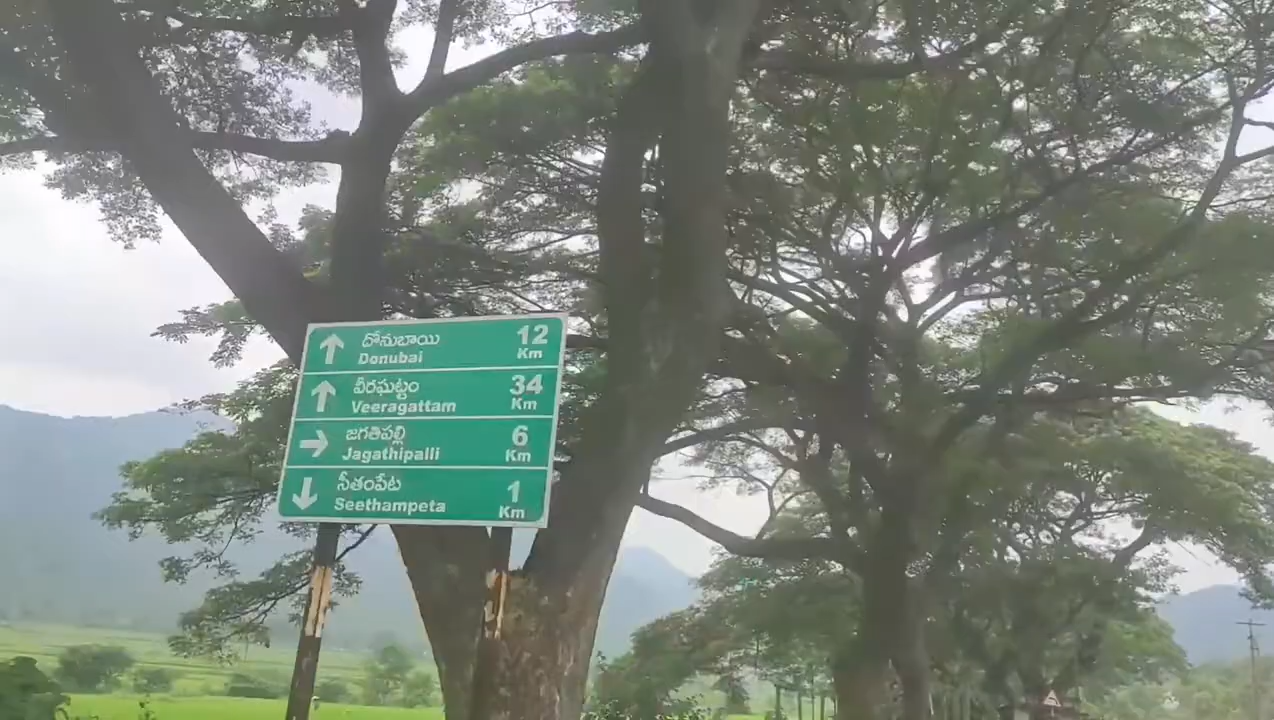 దోనుబాయి 12
Donubai Km
వీరఘట్టం 34
Veeragattam Km
జగతిపల్లి 6
Jagathipalli Km
సీతంపేట 1
Seethampeta Km